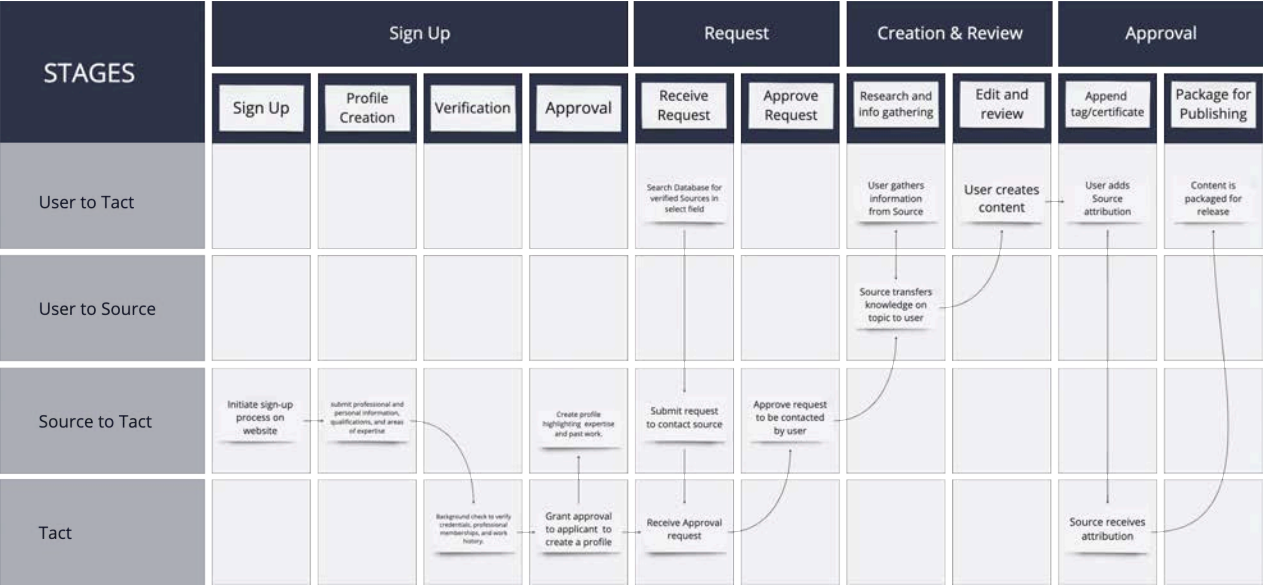 STAGES
Sign Up
Request
Creation & Review
Approval
Sign Up
Profile
Creation
Verification
Approval
Receive
Request
Approve
Request
Research and
info gathering
Edit and
review
Append
tag/certificate
Package for
Publishing
User to Tact
Search Database for
verified Sources in
select field
User gathers
information
from Source
User creates
content
User adds
Source
attribution
Content is
packaged for
release
User to Source
Source transfers
knowledge on
topic to user
Source to Tact
Initiate sign-up
process on
website
submit professional and
personal information,
qualifications, and areas
of expertise
Create profile
highlighting expertise
and past work.
Submit request
to contact source
Approve request
to be contacted
by user
Tact
Background check to verify
credentials, professional
memberships, and work
history.
Grant approval
to applicant to
create a profile
Receive Approval
request
Source receives
attribution